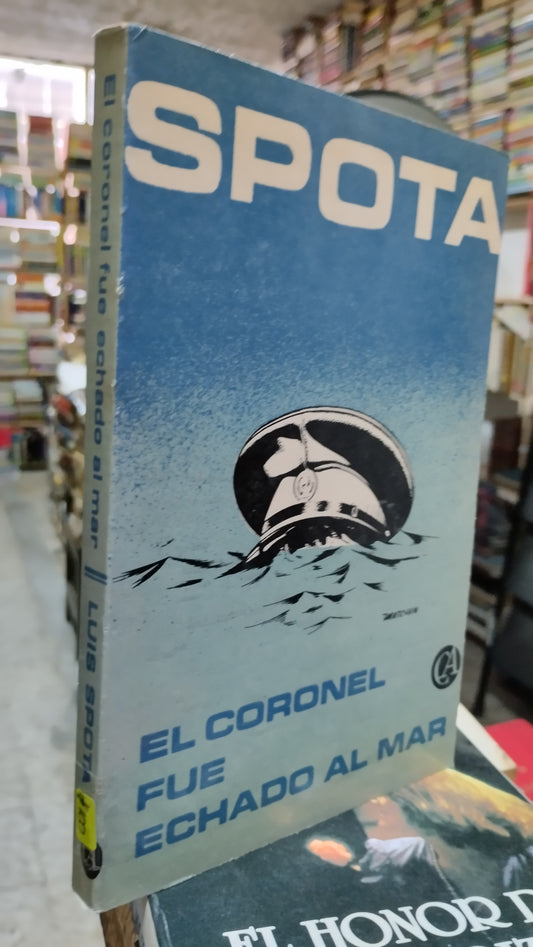 SPOTA
EL CORONEL
FUE
ECHADO AL MAR
El coronel fue echado al mar || LUIS SPOTA
EL HONOR D